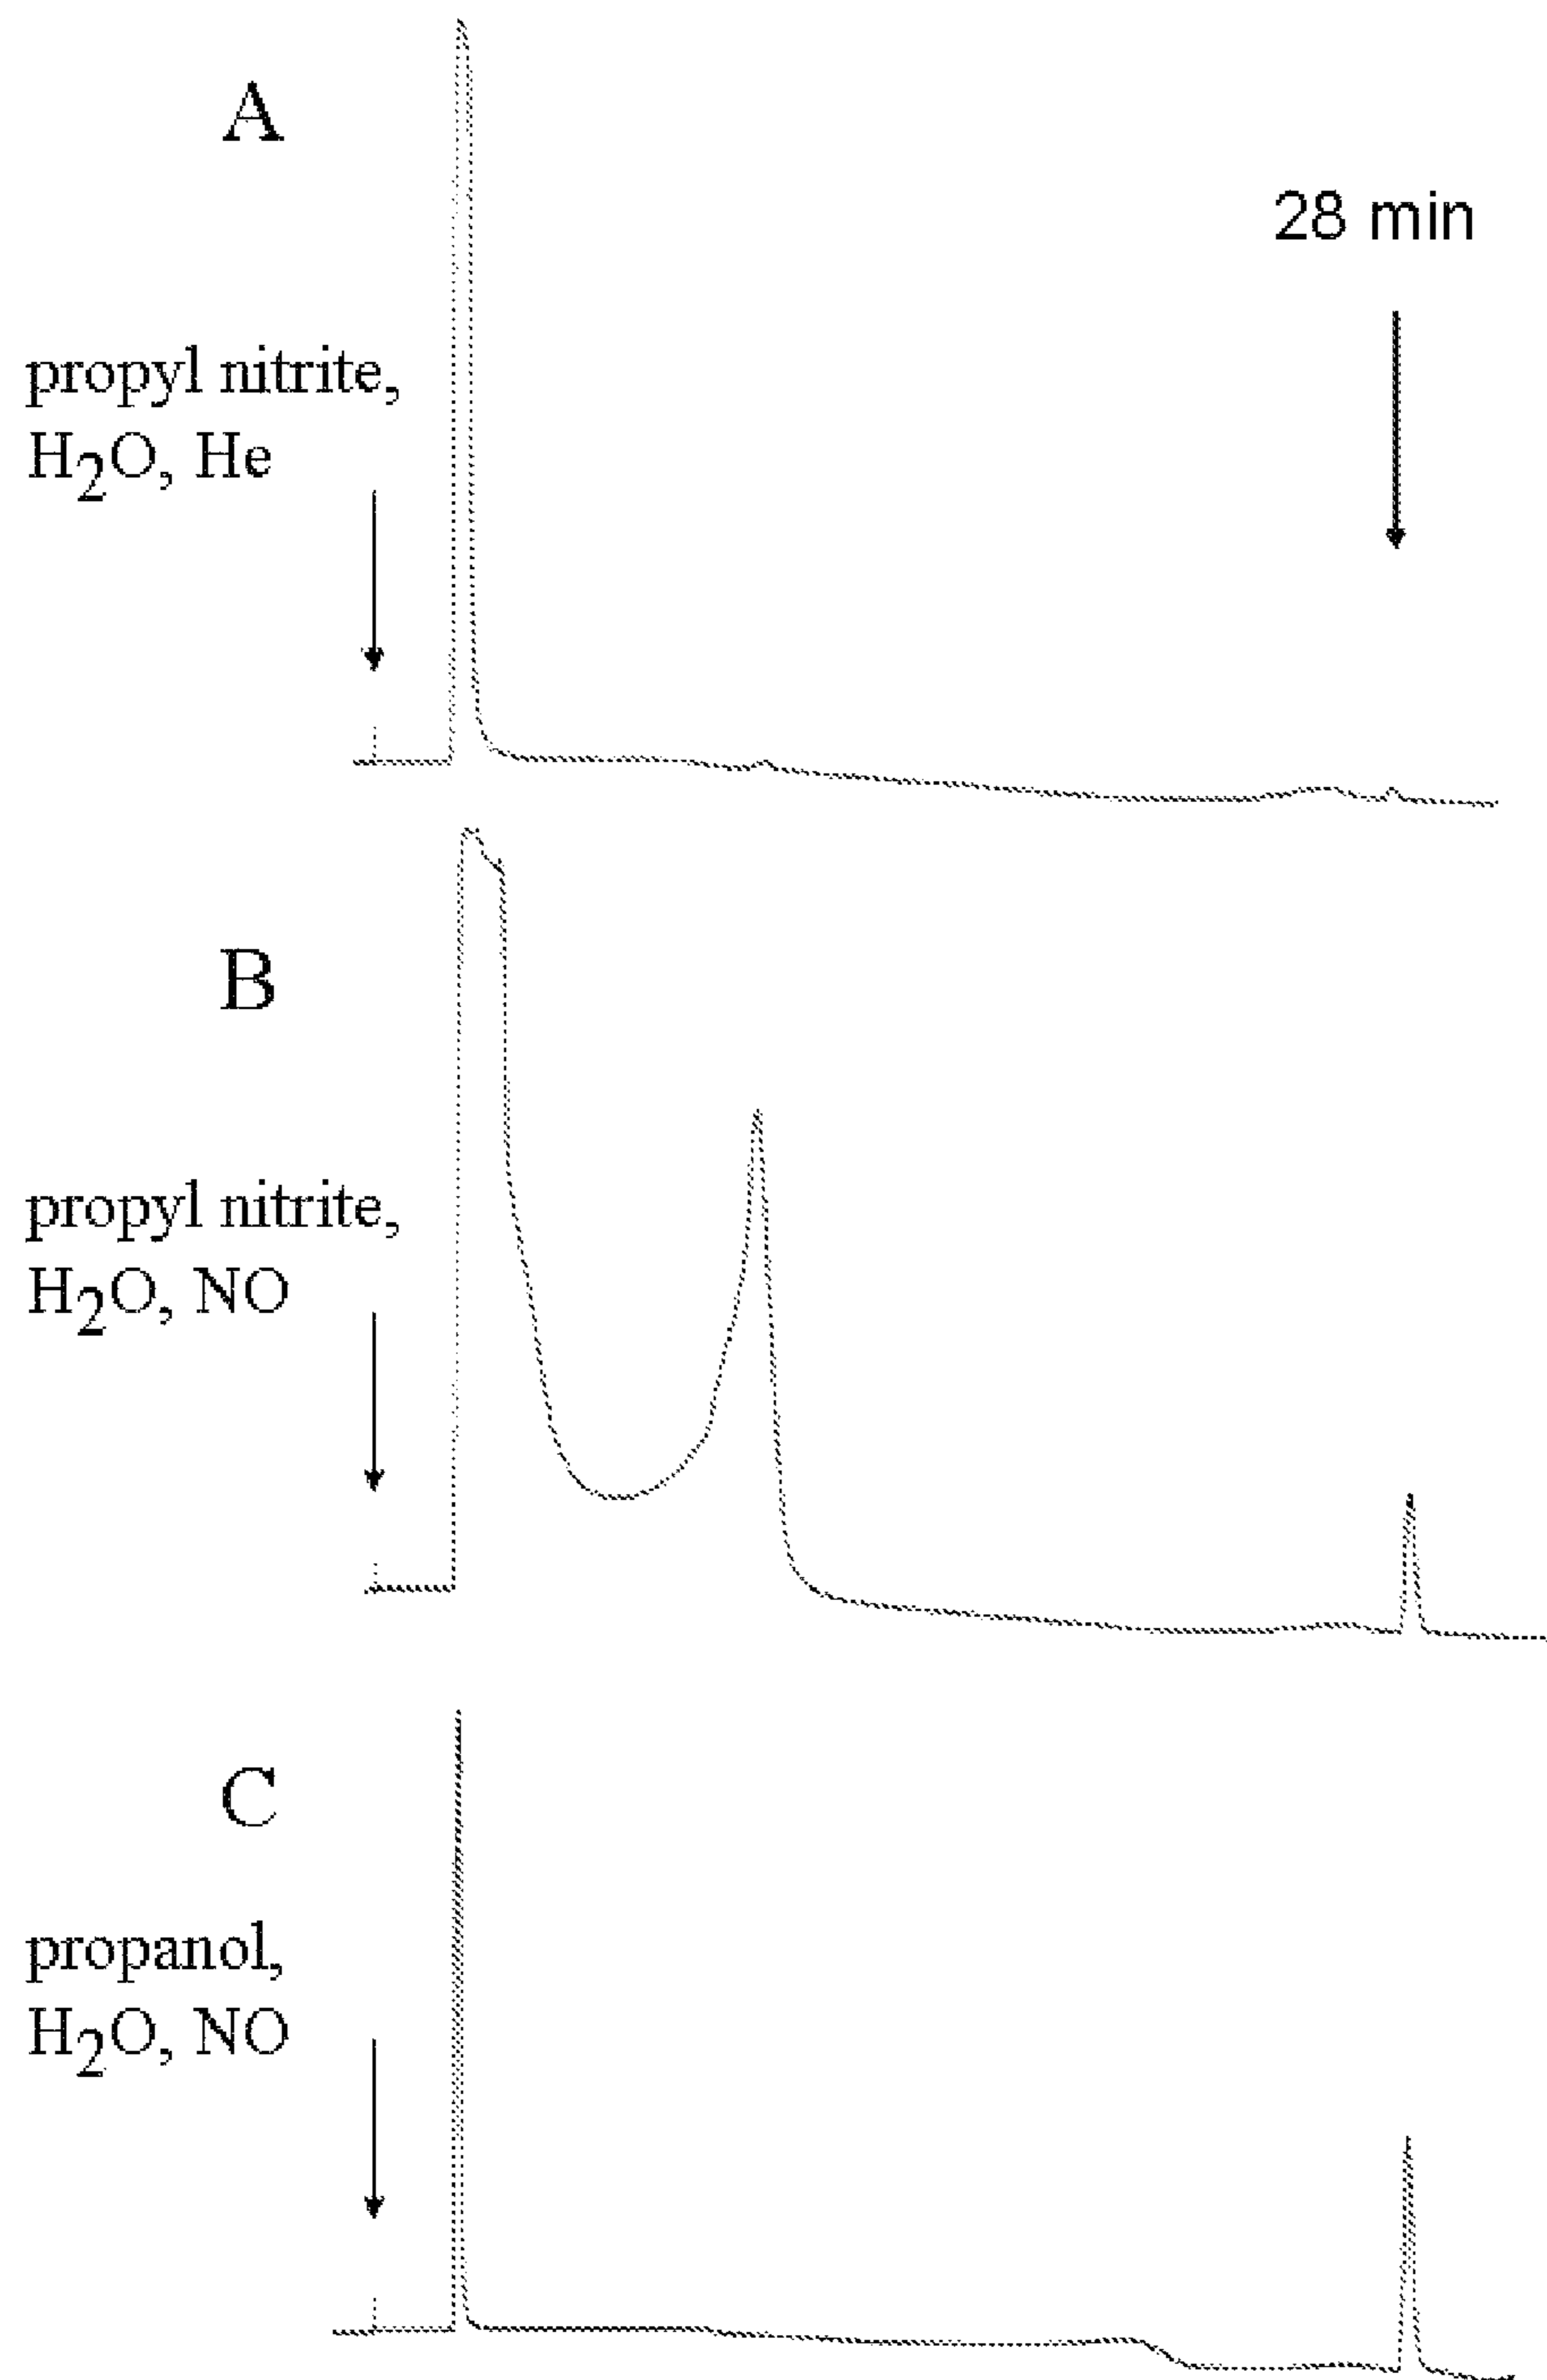 A
28 min
propyl nitrite,
H2O, He
B
propyl nitrite,
H2O, NO
C
propanol,
H2O, NO